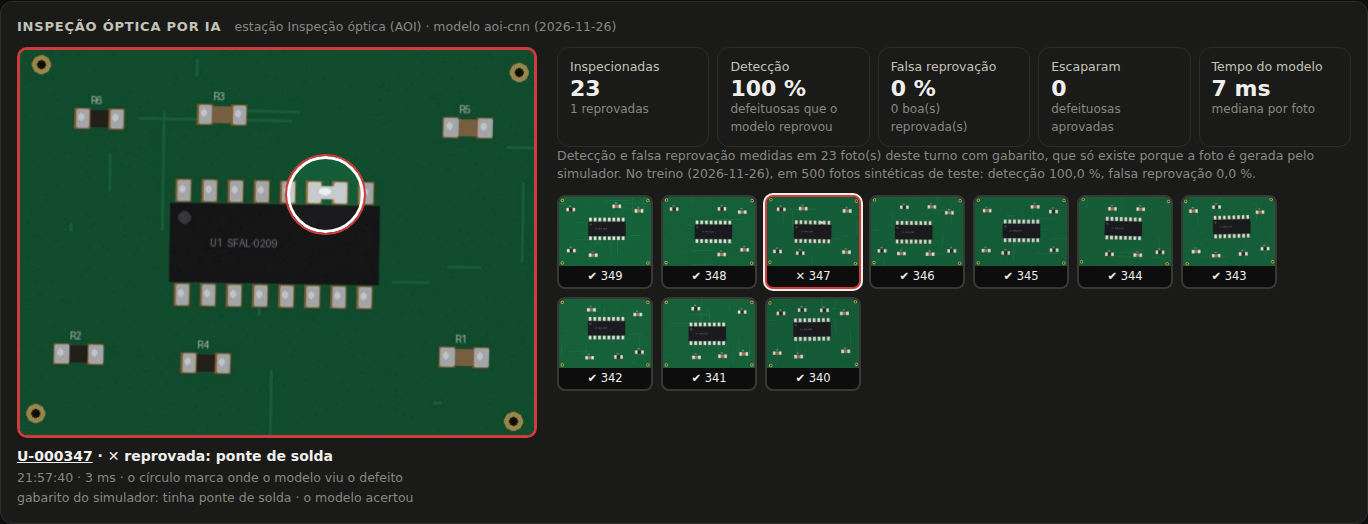 INSPEÇÃO ÓPTICA POR IA estação Inspeção óptica (AOI) · modelo aoi-cnn (2026-11-26)
R6
R3
R5
U1 SFAL-0209
R2
R4
R1
U-000347 · ✕ reprovada: ponte de solda
21:57:40 · 3 ms · o círculo marca onde o modelo viu o defeito
gabarito do simulador: tinha ponte de solda · o modelo acertou
Inspecionadas
23
1 reprovadas
Detecção
100 %
defeituosas que o
modelo reprovou
Falsa reprovação
0 %
0 boa(s)
reprovada(s)
Escaparam
0
defeituosas
aprovadas
Tempo do modelo
7 ms
mediana por foto
Detecção e falsa reprovação medidas em 23 foto(s) deste turno com gabarito, que só existe porque a foto é gerada pelo
simulador. No treino (2026-11-26), em 500 fotos sintéticas de teste: detecção 100,0 %, falsa reprovação 0,0 %.
✔ 349
✔ 348
✕ 347
✔ 346
✔ 345
✔ 344
✔ 343
✔ 342
✔ 341
✔ 340